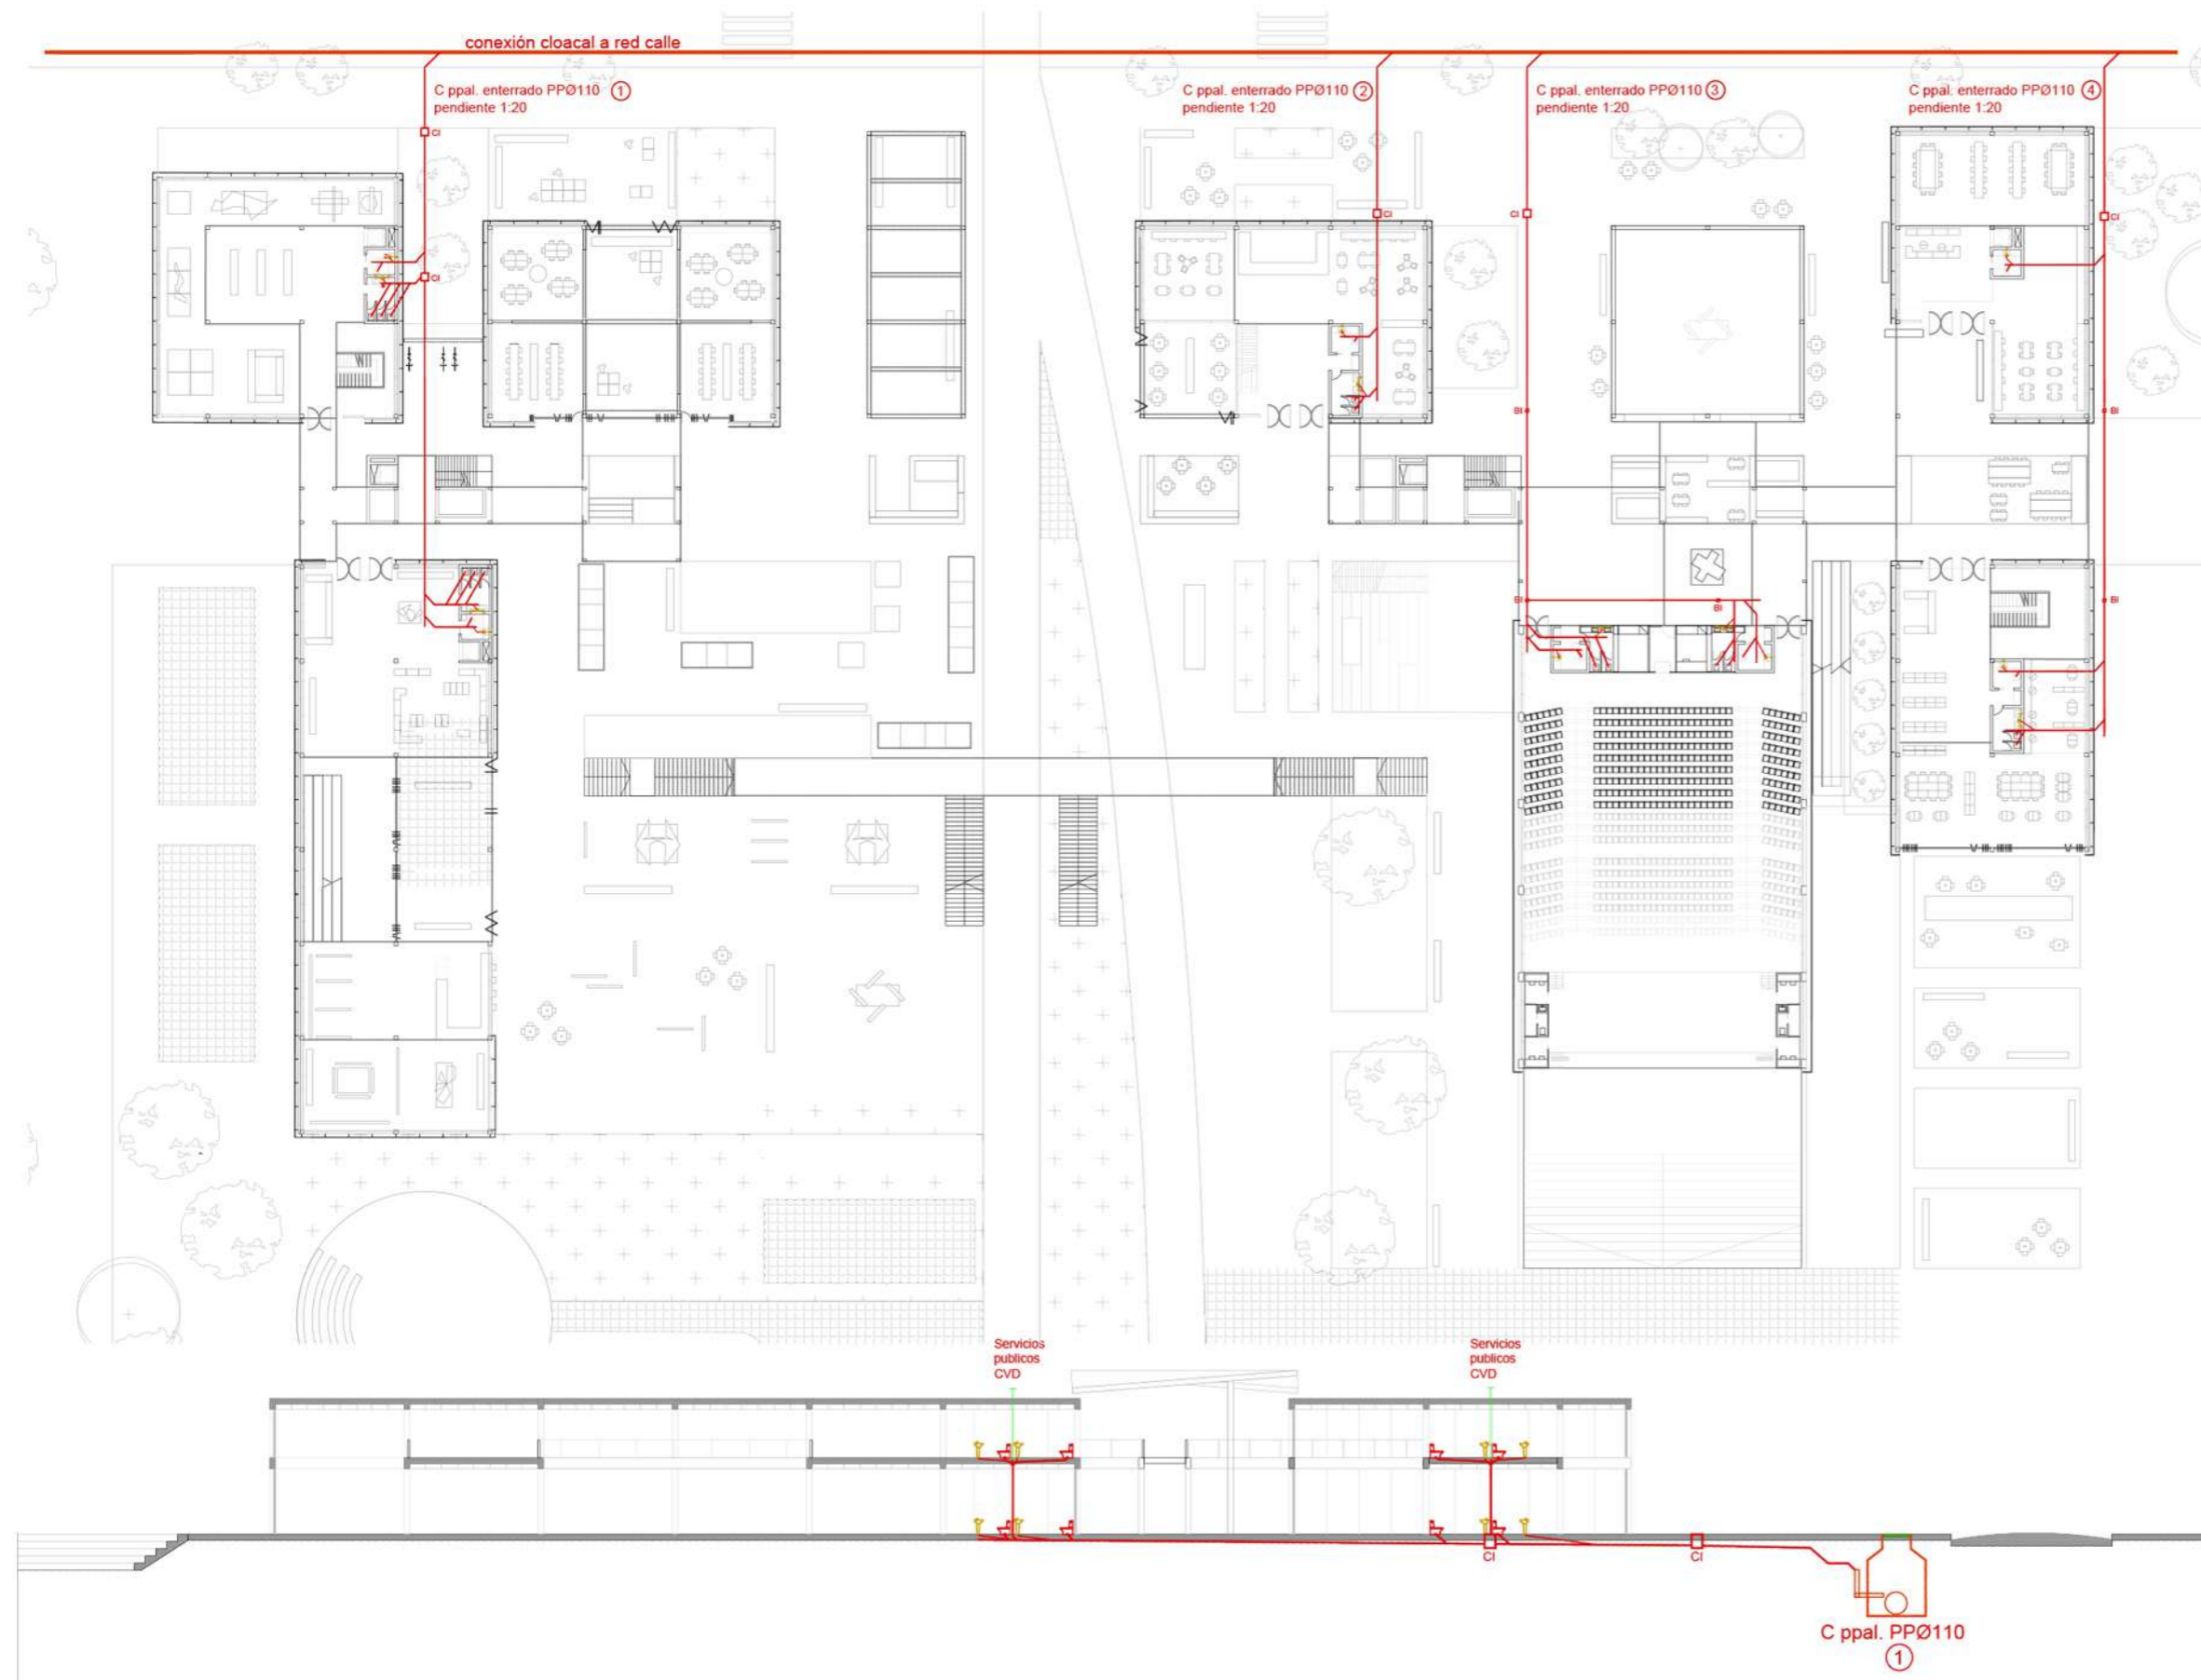 conexión cloacal a red calle
C ppal. enterrado PPØ110 1
pendiente 1:20
C ppal. enterrado PPØ110 2
pendiente 1:20
C ppal. enterrado PPØ110 3
pendiente 1:20
C ppal. enterrado PPØ110 4
pendiente 1:20
CI
CI
CI
CI
CI
BI
BI
BI
BI
BI
Servicios
publicos
CVD
Servicios
publicos
CVD
CI
CI
C ppal. PPØ110
1